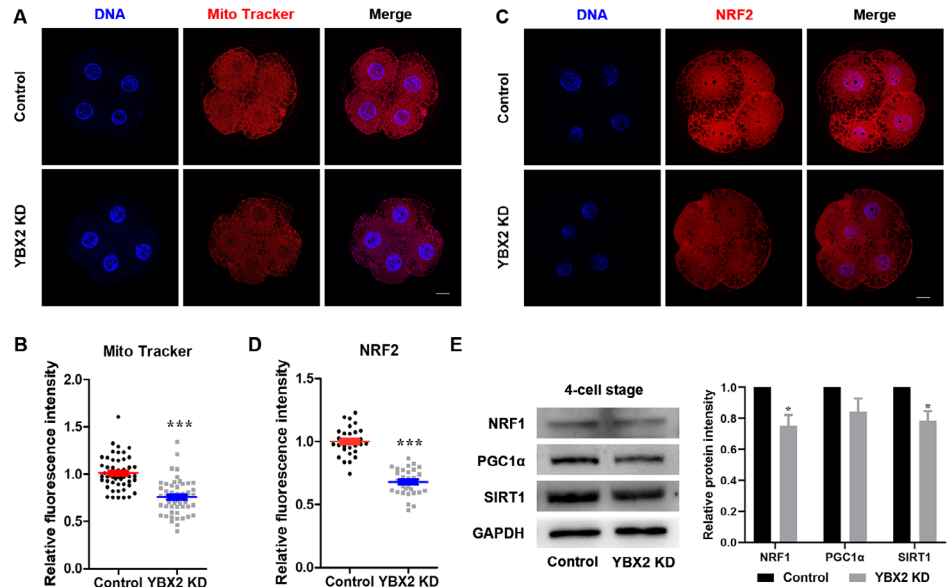 A
DNA
Mito Tracker
Merge
Control
YBX2 KD
C
DNA
NRF2
Merge
Control
YBX2 KD
B
Mito Tracker
Relative fluorescence intensity
2.0
1.5
1.0
0.5
0.0
***
Control YBX2 KD
D
NRF2
Relative fluorescence intensity
1.5
1.0
0.5
0.0
***
Control YBX2 KD
E
4-cell stage
NRF1
PGC1α
SIRT1
GAPDH
Control YBX2 KD
Relative protein intensity
1.0
0.8
0.6
0.4
0.2
0.0
* *
NRF1 PGC1α SIRT1
Control YBX2 KD